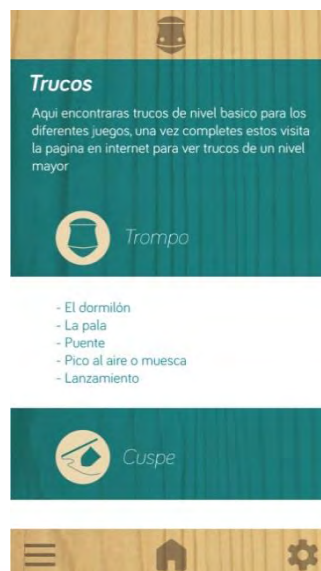 Trucos
Aqui encontraras trucos de nivel basico para los
diferentes juegos, una vez completes estos visita
la pagina en internet para ver trucos de un nivel
mayor
Trompo
- El dormilón
- La pala
- Puente
- Pico al aire o muesca
- Lanzamiento
Cuspe